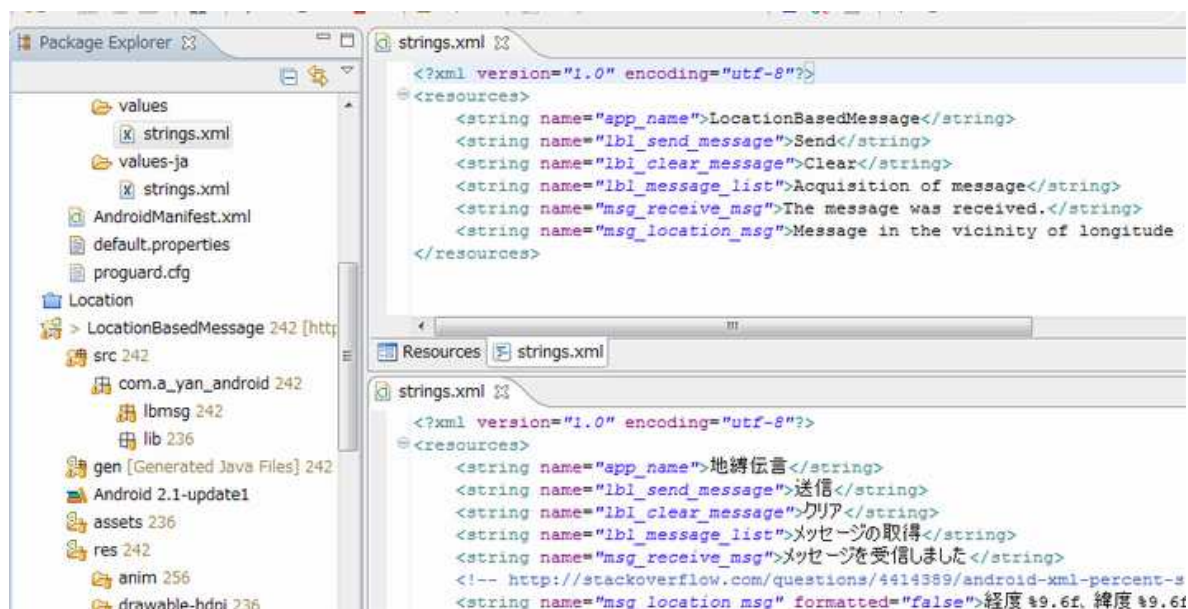 Package Explorer
values
strings.xml
values-ja
strings.xml
AndroidManifest.xml
default.properties
proguard.cfg
Location
> LocationBasedMessage 242 [http
src 242
com.a_yan_android 242
lbmsg 242
lib 236
gen [Generated Java Files] 242
Android 2.1-update1
assets 236
res 242
anim 256
drawable-hdpi 236
strings.xml
<?xml version="1.0" encoding="utf-8"?>
<resources>
<string name="app_name">LocationBasedMessage</string>
<string name="lbl_send_message">Send</string>
<string name="lbl_clear_message">Clear</string>
<string name="lbl_message_list">Acquisition of message</string>
<string name="msg_receive_msg">The message was received.</string>
<string name="msg_location_msg">Message in the vicinity of longitude
</resources>
Resources strings.xml
strings.xml
<?xml version="1.0" encoding="utf-8"?>
<resources>
<string name="app_name">地縛伝言</string>
<string name="lbl_send_message">送信</string>
<string name="lbl_clear_message">クリア</string>
<string name="lbl_message_list">メッセージの取得</string>
<string name="msg_receive_msg">メッセージを受信しました</string>
<!-- http://stackoverflow.com/questions/4414389/android-xml-percent-s
<string name="msg_location_msg" formatted="false">経度 %9.6f、緯度 %9.6f